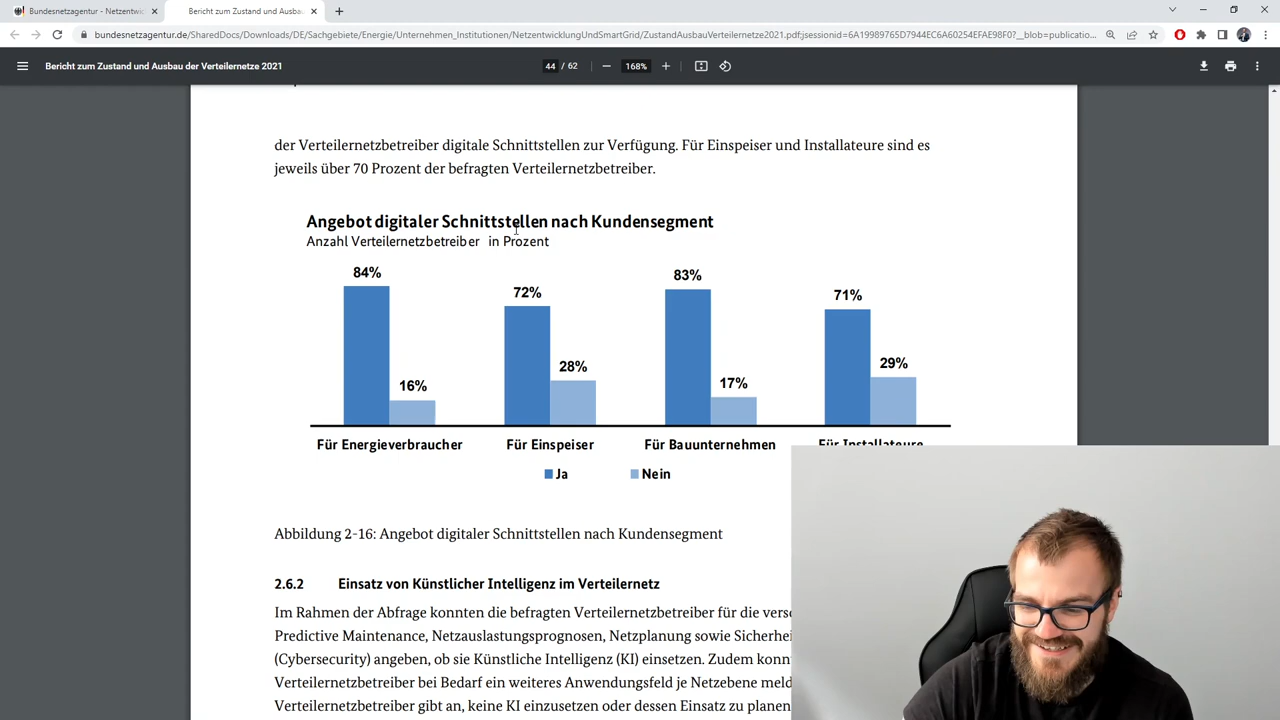 Bundesnetzagentur - Netzentwic
Bericht zum Zustand und Ausbau
bundesnetzagentur.de/SharedDocs/Downloads/DE/Sachgebiete/Energie/Unternehmen_Institutionen/NetzentwicklungUndSmartGrid/ZustandAusbauVerteilernetze2021.pdf;jsessionid=6A19989765D7944EC6A60254EFAE98F0?__blob=publicatio...
Bericht zum Zustand und Ausbau der Verteilernetze 2021
44 / 62
168%
der Verteilernetzbetreiber digitale Schnittstellen zur Verfügung. Für Einspeiser und Installateure sind es
jeweils über 70 Prozent der befragten Verteilernetzbetreiber.
Angebot digitaler Schnittstellen nach Kundensegment
Anzahl Verteilernetzbetreiber in Prozent
84% 72% 83% 71%
16% 28% 17% 29%
Für Energieverbraucher Für Einspeiser Für Bauunternehmen Für Installateure
Ja Nein
Abbildung 2-16: Angebot digitaler Schnittstellen nach Kundensegment
2.6.2 Einsatz von Künstlicher Intelligenz im Verteilernetz
Im Rahmen der Abfrage konnten die befragten Verteilernetzbetreiber für die vers
Predictive Maintenance, Netzauslastungsprognosen, Netzplanung sowie Sicherhei
(Cybersecurity) angeben, ob sie Künstliche Intelligenz (KI) einsetzen. Zudem konn
Verteilernetzbetreiber bei Bedarf ein weiteres Anwendungsfeld je Netzebene meld
Verteilernetzbetreiber gibt an, keine KI einzusetzen oder dessen Einsatz zu planen